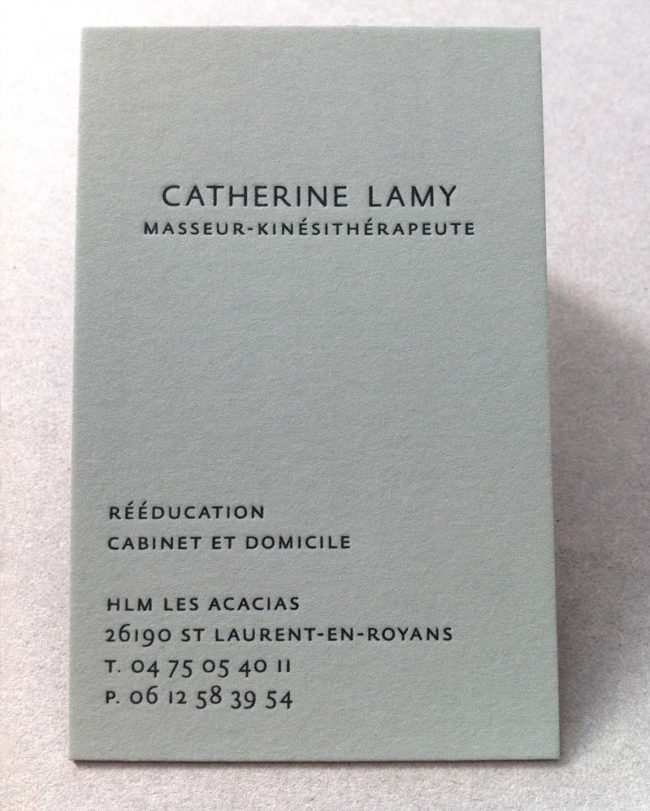 CATHERINE LAMY
MASSEUR-KINÉSITHÉRAPEUTE
RÉÉDUCATION
CABINET ET DOMICILE
HLM LES ACACIAS
26190 ST LAURENT-EN-ROYANS
T. 04 75 05 40 11
P. 06 12 58 39 54